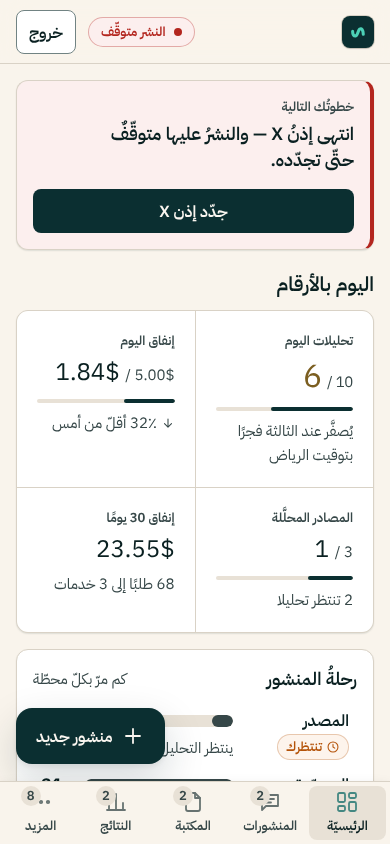 النشر متوقّف
خروج
خطوتُك التالية
انتهى إذنُ X — والنشرُ عليها متوقّفٌ
حتّى تجدّده.
جدّد إذن X
اليوم بالأرقام
تحليلات اليوم
6 / 10
يُصفَّر عند الثالثة فجرًا
بتوقيت الرياض
إنفاق اليوم
1.84$ / 5.00$
↓ 32٪ أقلّ من أمس
المصادر المحلَّلة
1 / 3
2 تنتظر تحليلا
إنفاق 30 يومًا
23.55$
68 طلبًا إلى 3 خدمات
رحلةُ المنشور
كم مرّ بكلّ محطّة
المصدر
تنتظرك
ينتظر التحليل
+ منشور جديد
الرئيسيّة
2
المنشورات
2
المكتبة
2
النتائج
8
المزيد